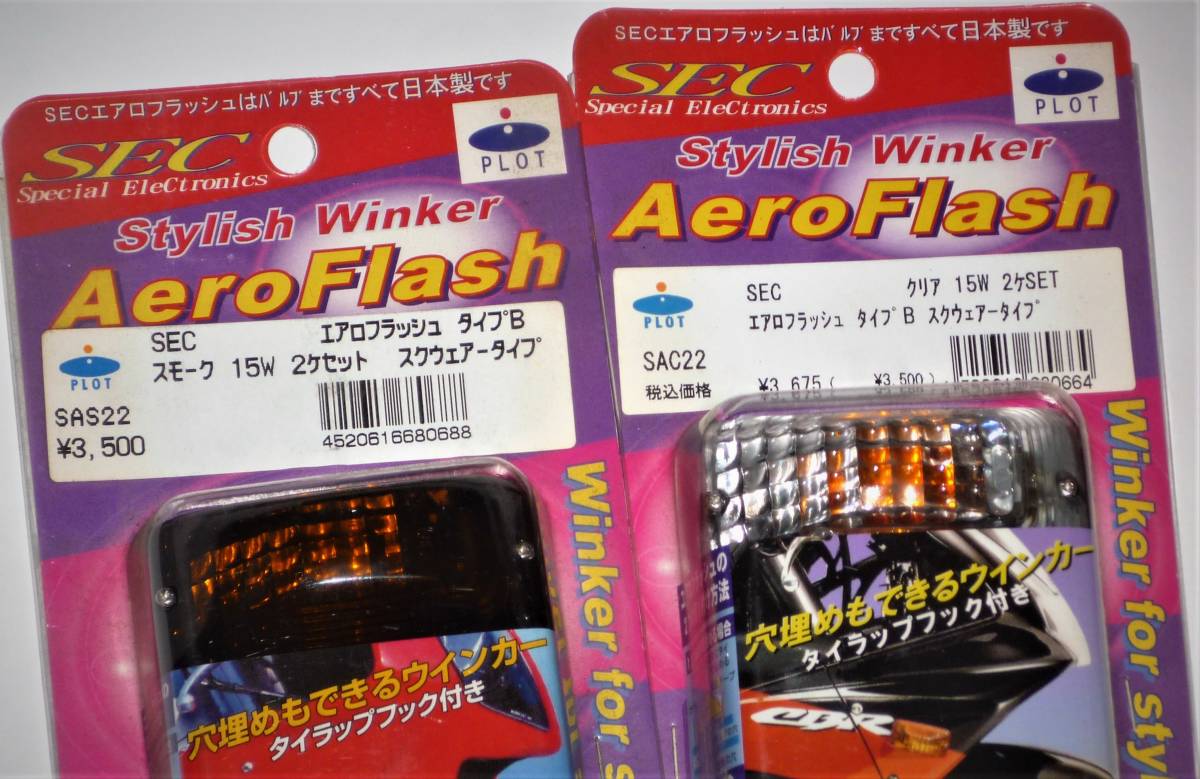 SECエアロフラッシュはバルブまですべて日本製です
SEC
Special EleCtronics
PLOT
Stylish Winker
AeroFlash
PLOT
SEC エアロフラッシュ タイプB
スモーク 15W 2ケセット スクウェアータイプ
SAS22
¥3,500
4520616680688
Winker for s
穴埋めもできるウインカー
タイラップフック付き
SECエアロフラッシュはバルブまですべて日本製です
SEC
Special EleCtronics
PLOT
Stylish Winker
AeroFlash
PLOT
SEC クリア 15W 2ケSET
エアロフラッシュ タイプB スクウェアータイプ
SAC22
税込価格 ¥3,675( ¥3,500)
Winker for sty
穴埋めもできるウインカー
タイラップフック付き
CBR